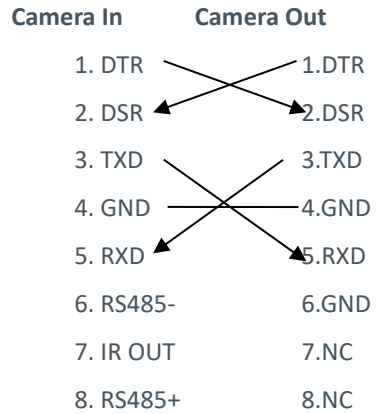 Camera In Camera Out
1. DTR 1.DTR
2. DSR 2.DSR
3. TXD 3.TXD
4. GND 4.GND
5. RXD 5.RXD
6. RS485- 6.GND
7. IR OUT 7.NC
8. RS485+ 8.NC